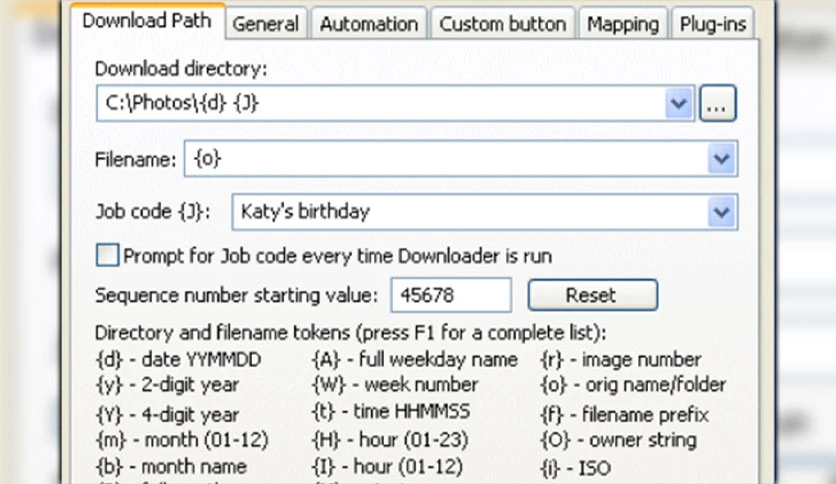 Download Path General Automation Custom button Mapping Plug-ins
Download directory:
C:\Photos\{d} {J} ...
Filename: {o}
Job code {J}: Katy's birthday
Prompt for Job code every time Downloader is run
Sequence number starting value: 45678 Reset
Directory and filename tokens (press F1 for a complete list):
{d} - date YYMMDD {A} - full weekday name {r} - image number
{y} - 2-digit year {W} - week number {o} - orig name/folder
{Y} - 4-digit year {t} - time HHMMSS {f} - filename prefix
{m} - month (01-12) {H} - hour (01-23) {O} - owner string
{b} - month name {I} - hour (01-12) {i} - ISO